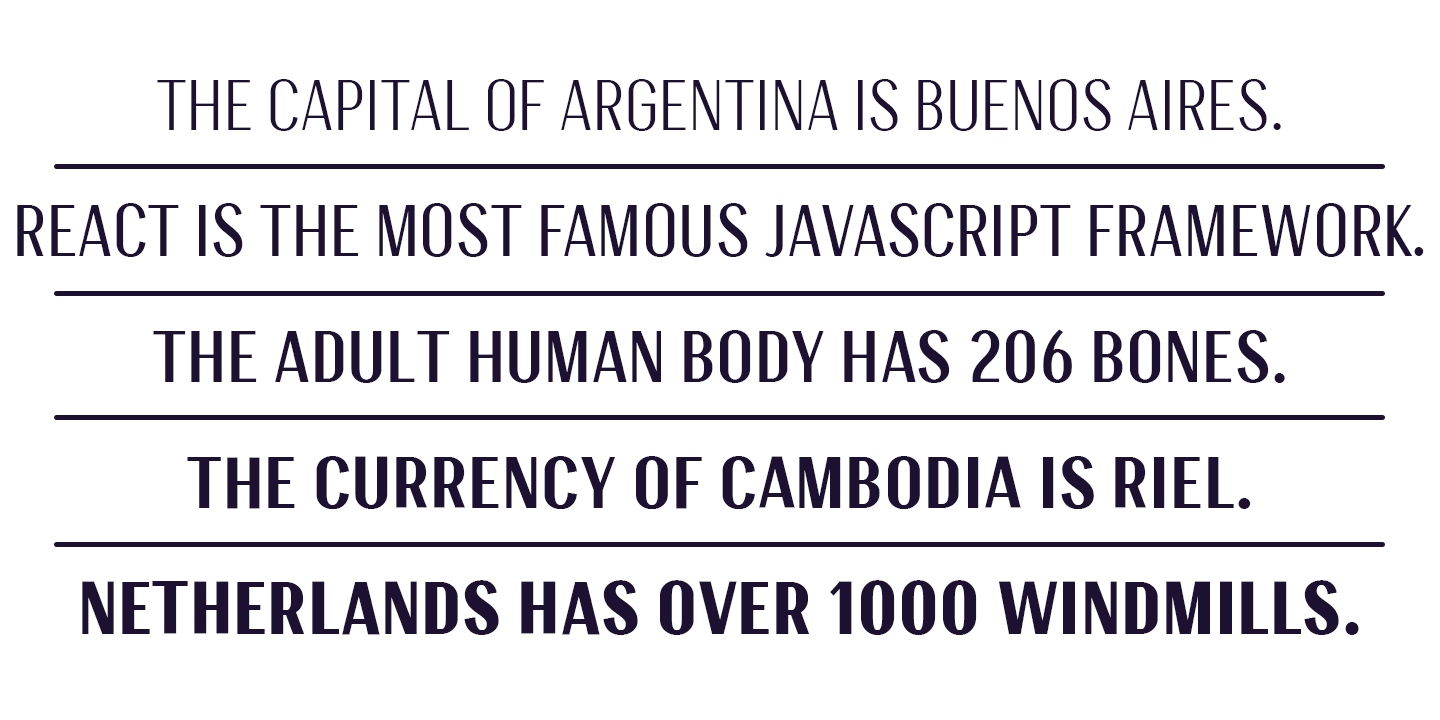 THE CAPITAL OF ARGENTINA IS BUENOS AIRES.
REACT IS THE MOST FAMOUS JAVASCRIPT FRAMEWORK.
THE ADULT HUMAN BODY HAS 206 BONES.
THE CURRENCY OF CAMBODIA IS RIEL.
NETHERLANDS HAS OVER 1000 WINDMILLS.